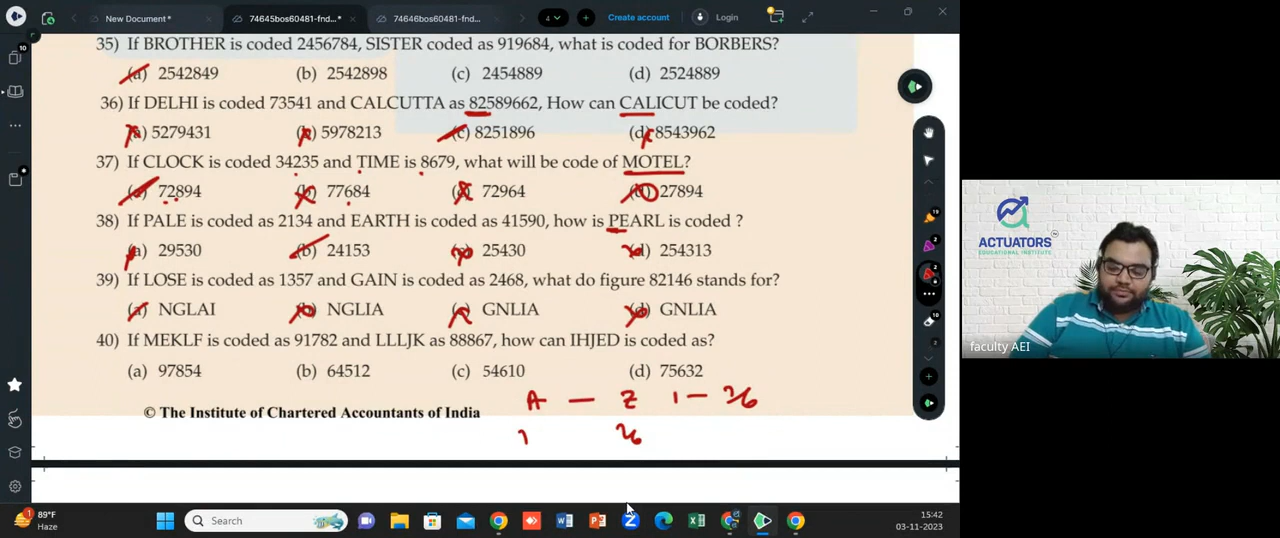 New Document *
74645bos60481-fnd...*
74646bos60481-fnd...
4
Create account
Login
35) If BROTHER is coded 2456784, SISTER coded as 919684, what is coded for BORBERS?
(a) 2542849 (b) 2542898 (c) 2454889 (d) 2524889
36) If DELHI is coded 73541 and CALCUTTA as 82589662, How can CALICUT be coded?
(a) 5279431 (b) 5978213 (c) 8251896 (d) 8543962
37) If CLOCK is coded 34235 and TIME is 8679, what will be code of MOTEL?
(a) 72894 (b) 77684 (c) 72964 (d) 27894
38) If PALE is coded as 2134 and EARTH is coded as 41590, how is PEARL is coded ?
(a) 29530 (b) 24153 (c) 25430 (d) 254313
39) If LOSE is coded as 1357 and GAIN is coded as 2468, what do figure 82146 stands for?
(a) NGLAI (b) NGLIA (c) GNLIA (d) GNLIA
40) If MEKLF is coded as 91782 and LLLJK as 88867, how can IHJED is coded as?
(a) 97854 (b) 64512 (c) 54610 (d) 75632
A — Z 1 — 26
1 26
© The Institute of Chartered Accountants of India
ACTUATORS
EDUCATIONAL INSTITUTE
faculty AEI
89°F
Haze
Search
15:42
03-11-2023